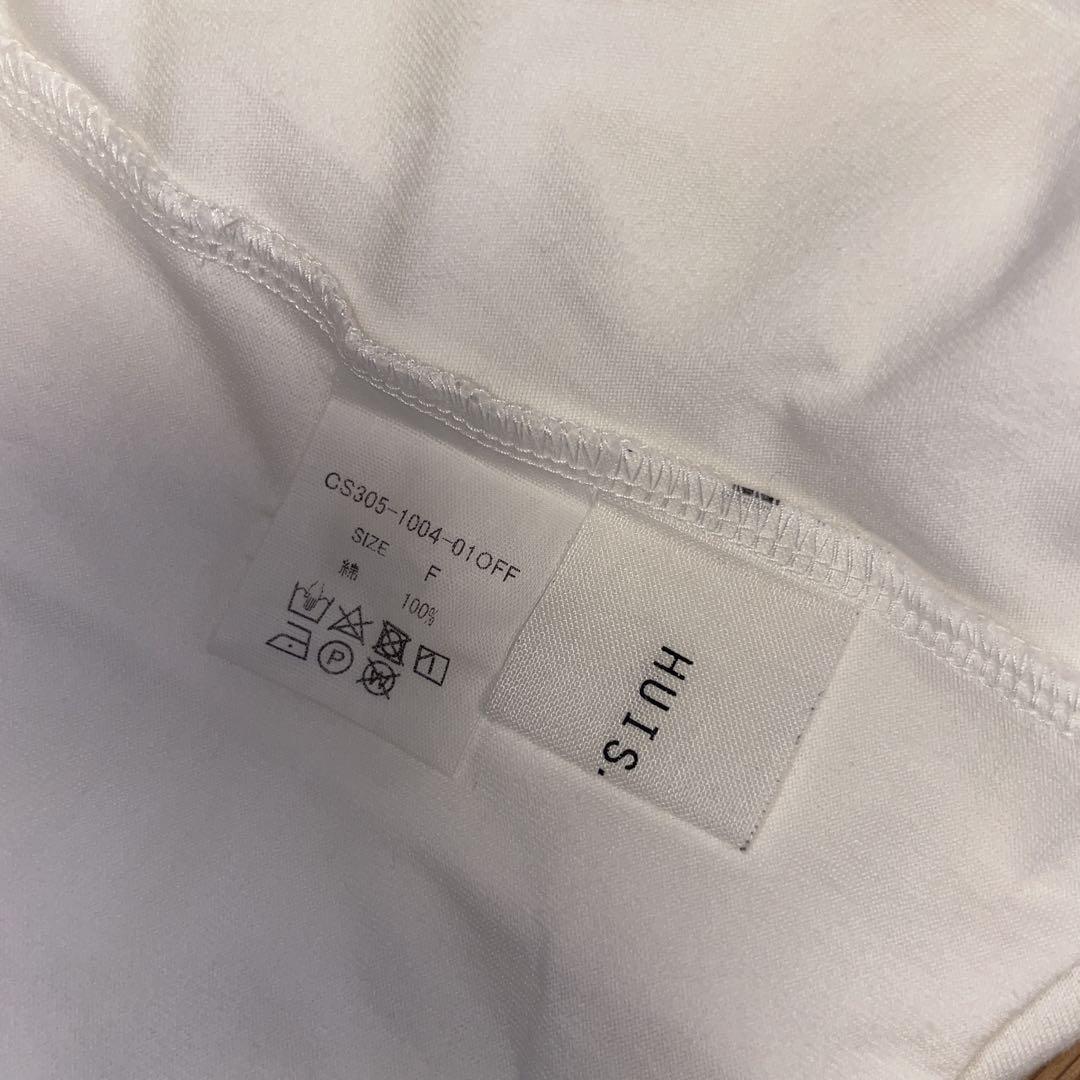 CS305-1004-01OFF
SIZE F
綿 100%
P
W
HUIS.